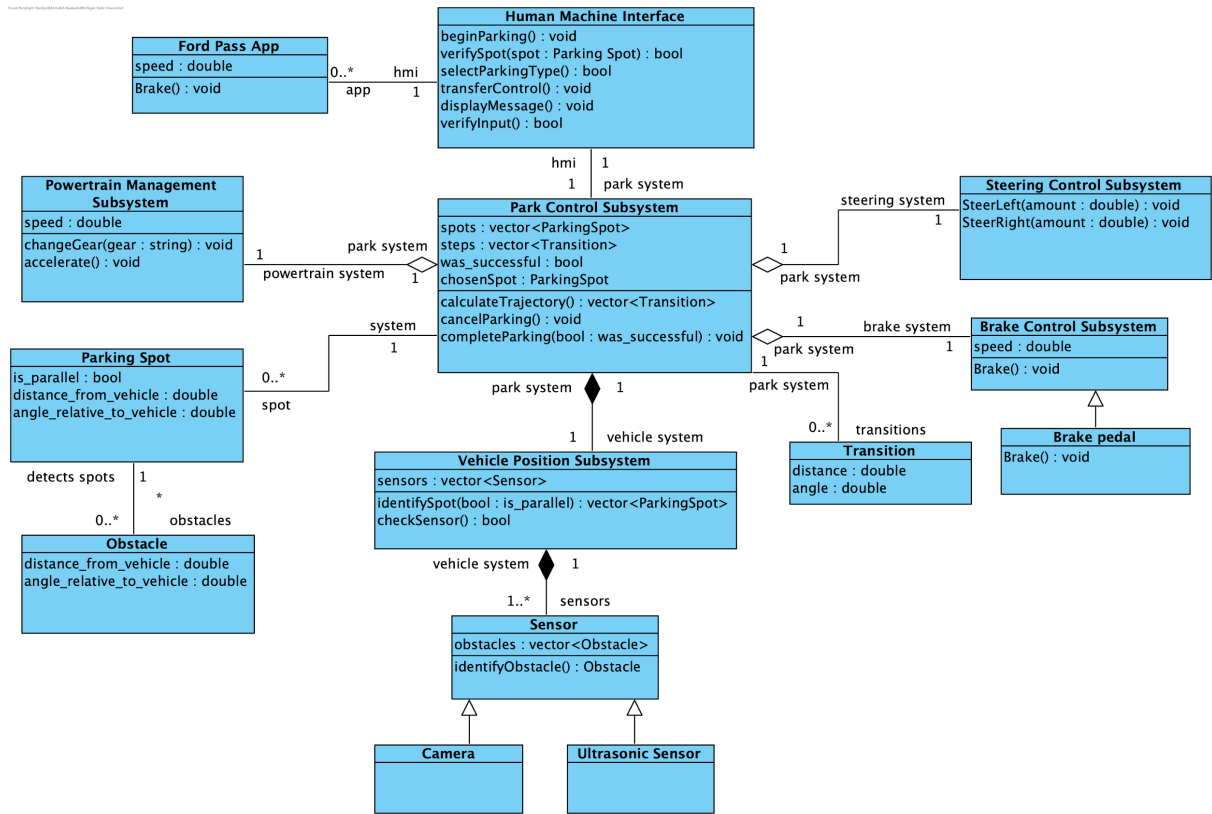 Human Machine Interface
beginParking() : void
verifySpot(spot : Parking Spot) : bool
selectParkingType() : bool
transferControl() : void
displayMessage() : void
verifyInput() : bool
Ford Pass App
speed : double
Brake() : void
0..*
app
hmi
1
hmi
1
1
park system
Powertrain Management
Subsystem
speed : double
changeGear(gear : string) : void
accelerate() : void
1
powertrain system
park system
1
Park Control Subsystem
spots : vector<ParkingSpot>
steps : vector<Transition>
was_successful : bool
chosenSpot : ParkingSpot
calculateTrajectory() : vector<Transition>
cancelParking() : void
completeParking(bool : was_successful) : void
steering system
1
1
park system
Steering Control Subsystem
SteerLeft(amount : double) : void
SteerRight(amount : double) : void
1
park system
brake system
1
Brake Control Subsystem
speed : double
Brake() : void
Brake pedal
Brake() : void
system
1
0..*
spot
Parking Spot
is_parallel : bool
distance_from_vehicle : double
angle_relative_to_vehicle : double
1
park system
0..*
transitions
Transition
distance : double
angle : double
park system
1
1
vehicle system
Vehicle Position Subsystem
sensors : vector<Sensor>
identifySpot(bool : is_parallel) : vector<ParkingSpot>
checkSensor() : bool
detects spots
1
*
0..*
obstacles
Obstacle
distance_from_vehicle : double
angle_relative_to_vehicle : double
vehicle system
1
1..*
sensors
Sensor
obstacles : vector<Obstacle>
identifyObstacle() : Obstacle
Camera
Ultrasonic Sensor